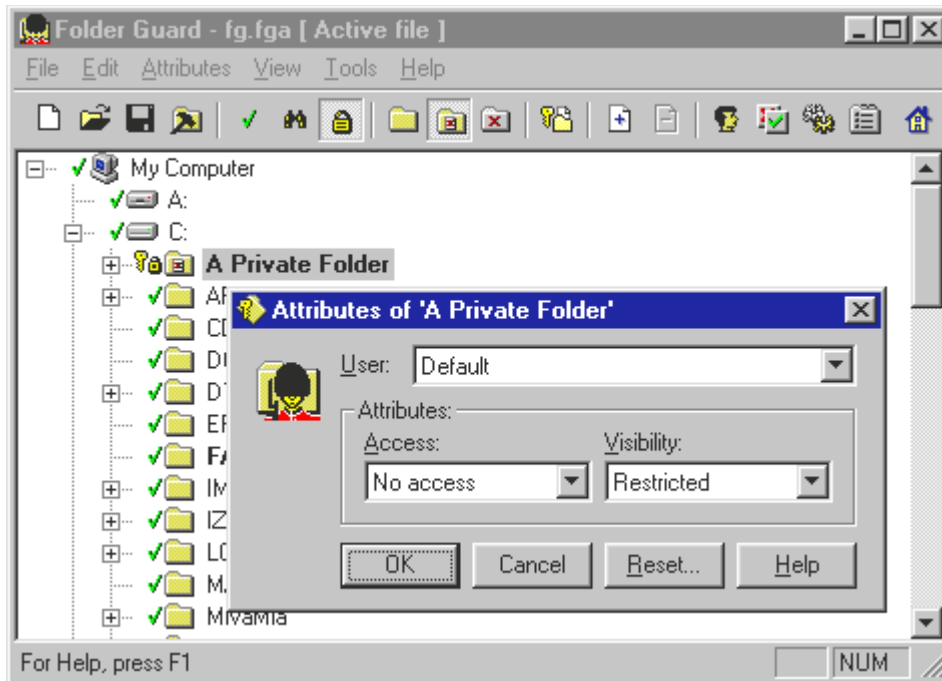 Folder Guard - fg.fga [ Active file ]
File Edit Attributes View Tools Help
My Computer
A:
C:
A Private Folder
Attributes of 'A Private Folder'
User: Default
Attributes:
Access: Visibility:
No access Restricted
OK Cancel Reset... Help
MivaMia
For Help, press F1 NUM